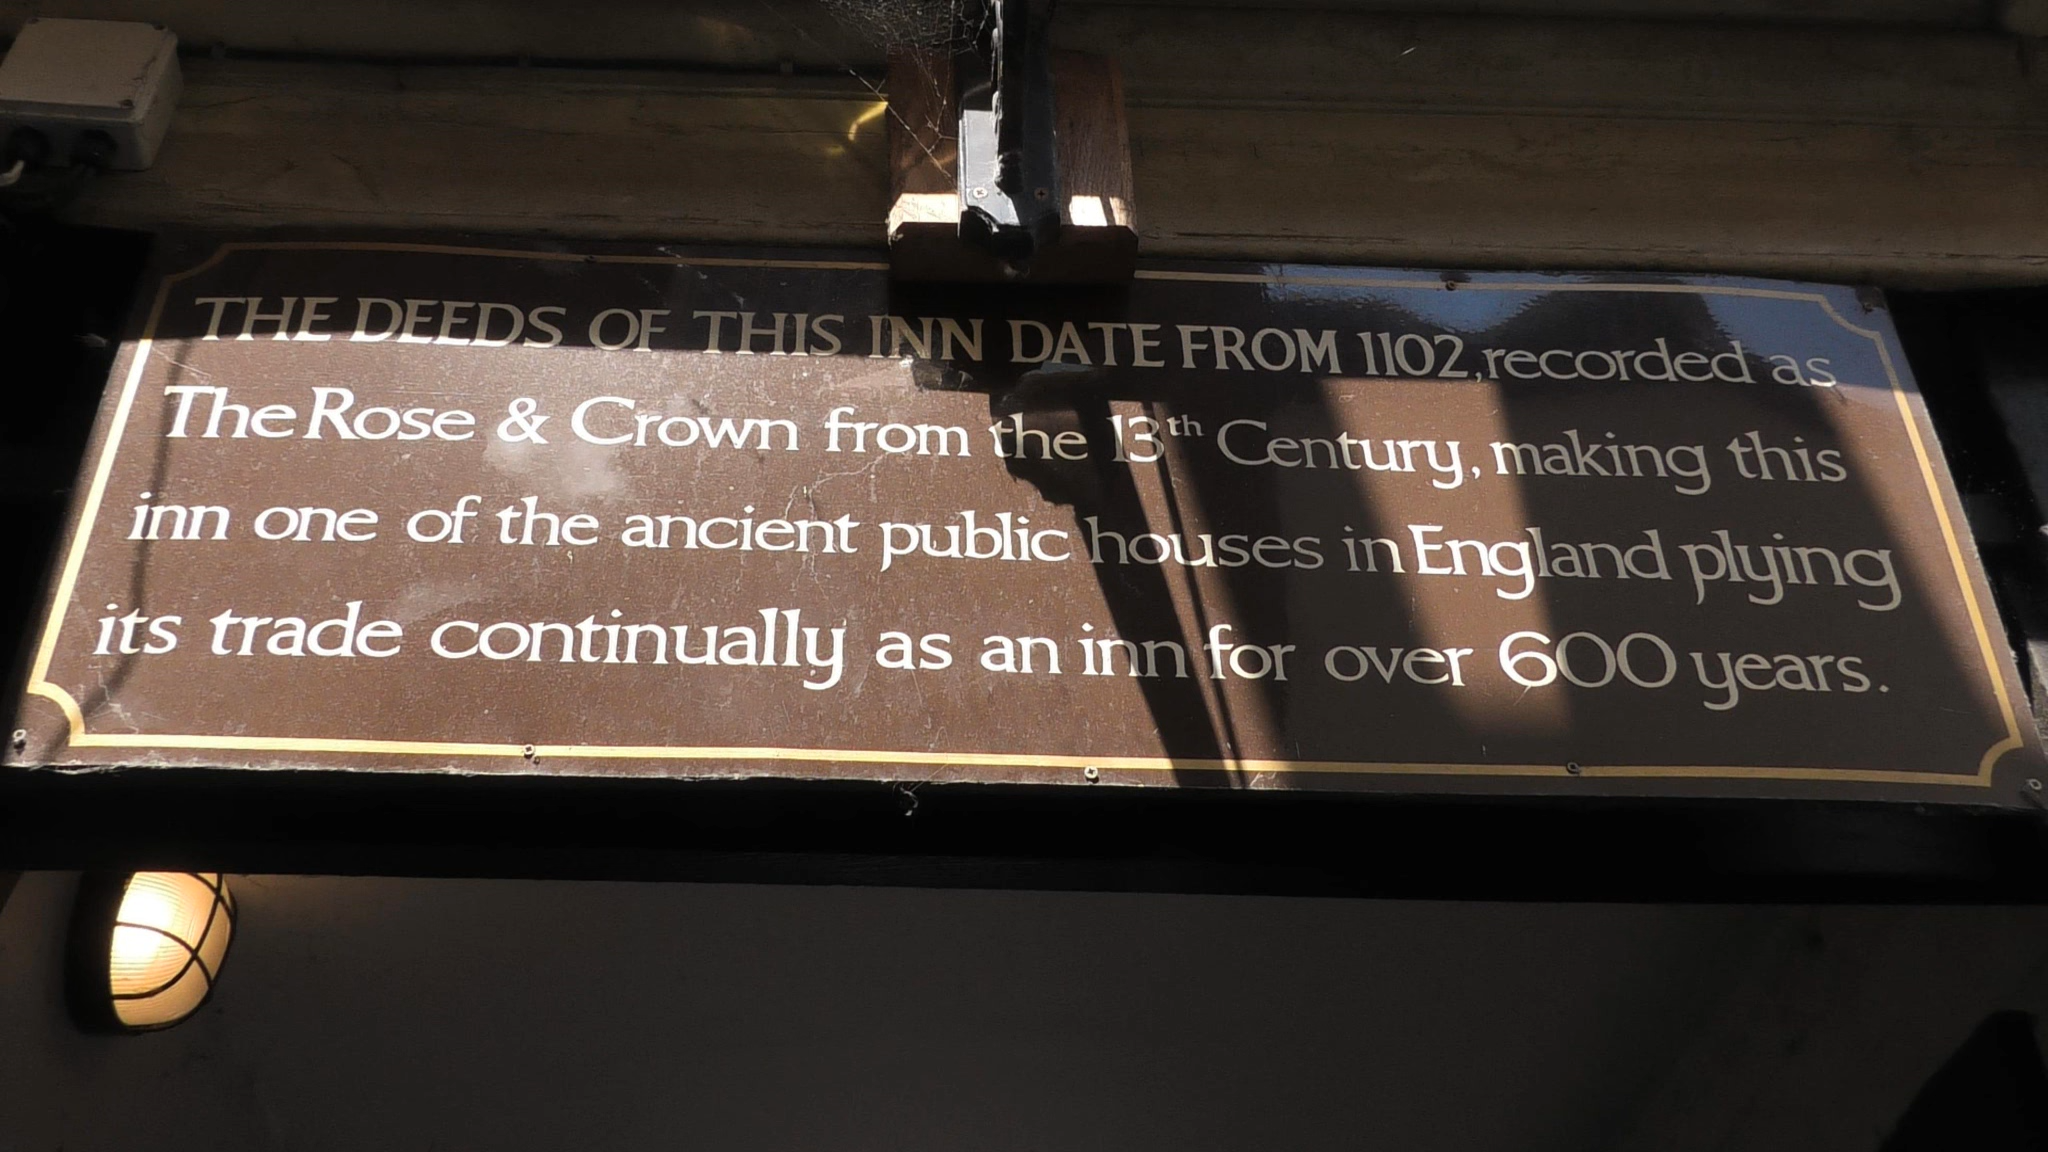 THE DEEDS OF THIS INN DATE FROM 1102, recorded as
The Rose & Crown from the 13th Century, making this
inn one of the ancient public houses in England plying
its trade continually as an inn for over 600 years.